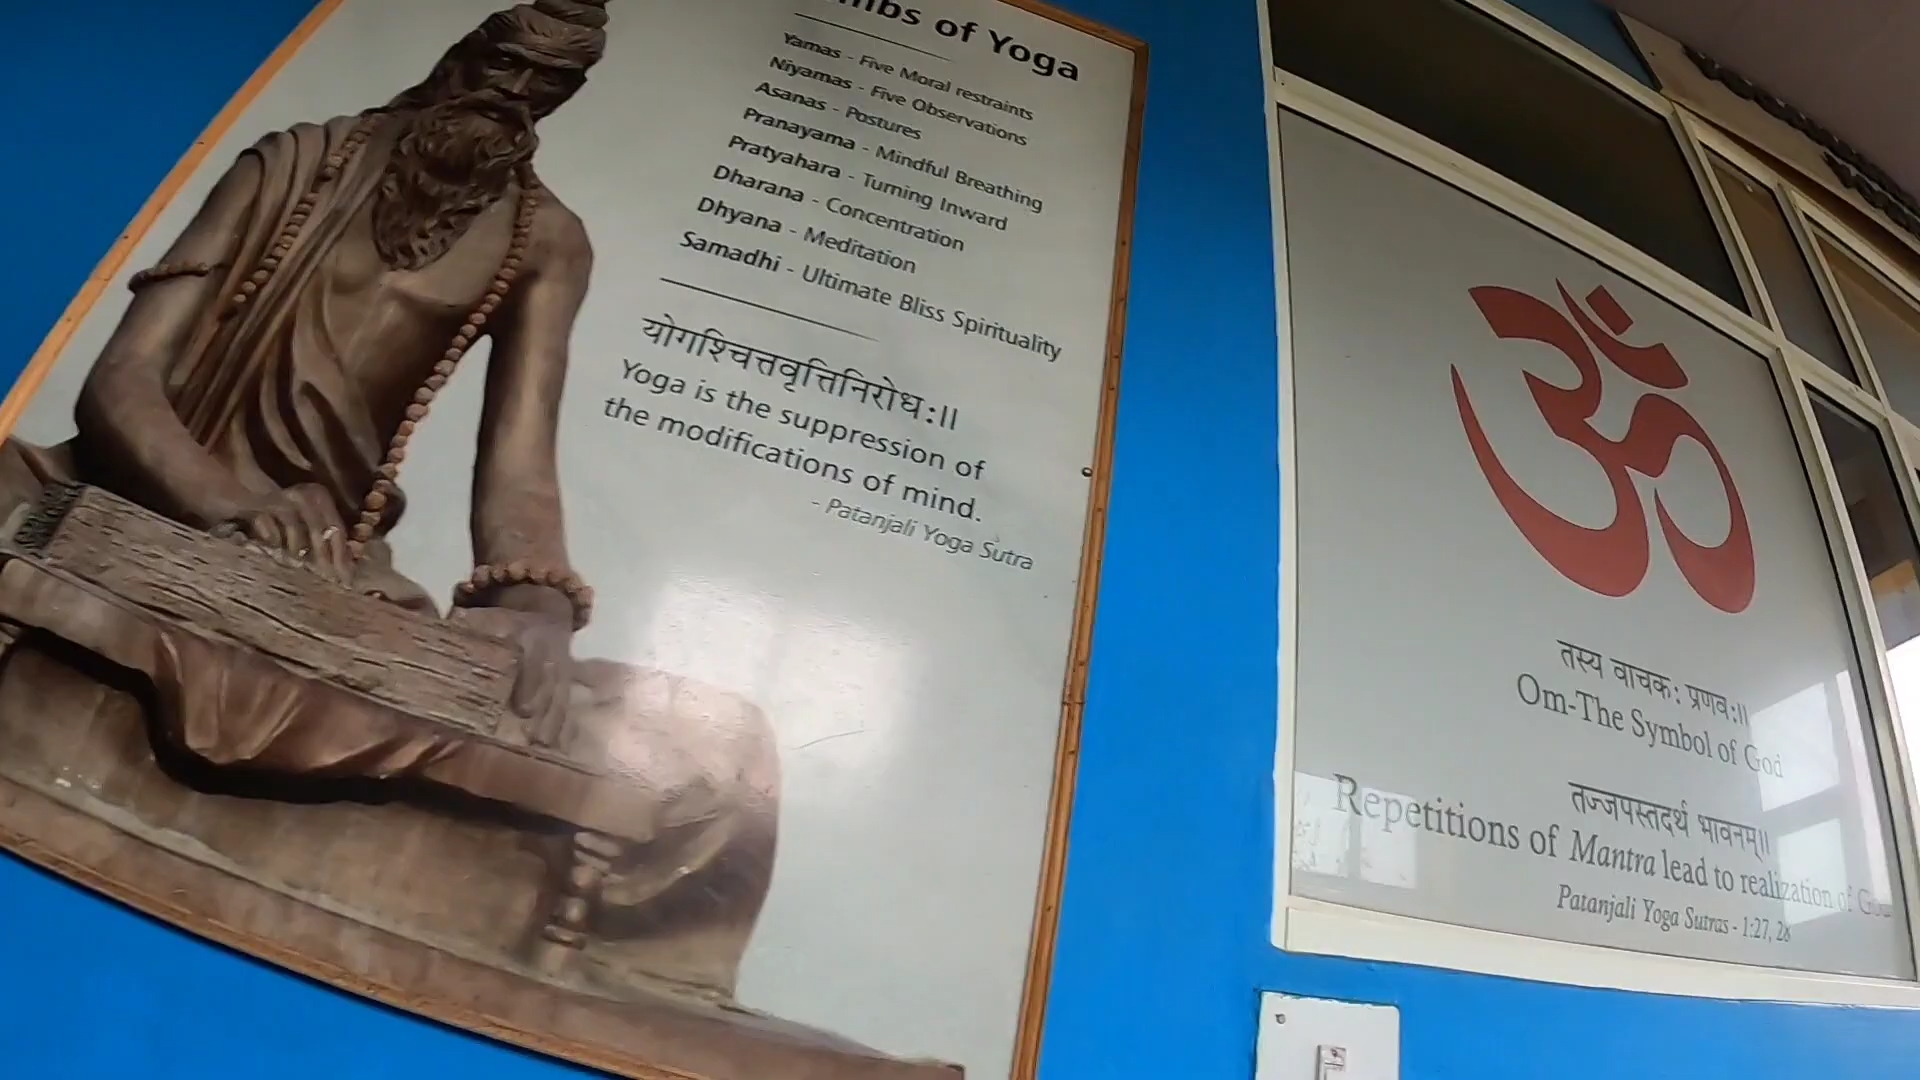 of Yoga
Yamas - Five Moral restraints
Niyamas - Five Observations
Asanas - Postures
Pranayama - Mindful Breathing
Pratyahara - Turning Inward
Dharana - Concentration
Dhyana - Meditation
Samadhi - Ultimate Bliss Spirituality
योगश्चित्तवृत्तिनिरोधः॥
Yoga is the suppression of
the modifications of mind.
- Patanjali Yoga Sutra
ॐ
तस्य वाचकः प्रणवः॥
Om-The Symbol of God
तज्जपस्तदर्थ भावनम्॥
Repetitions of Mantra lead to realization of God
Patanjali Yoga Sutras - 1:27, 28